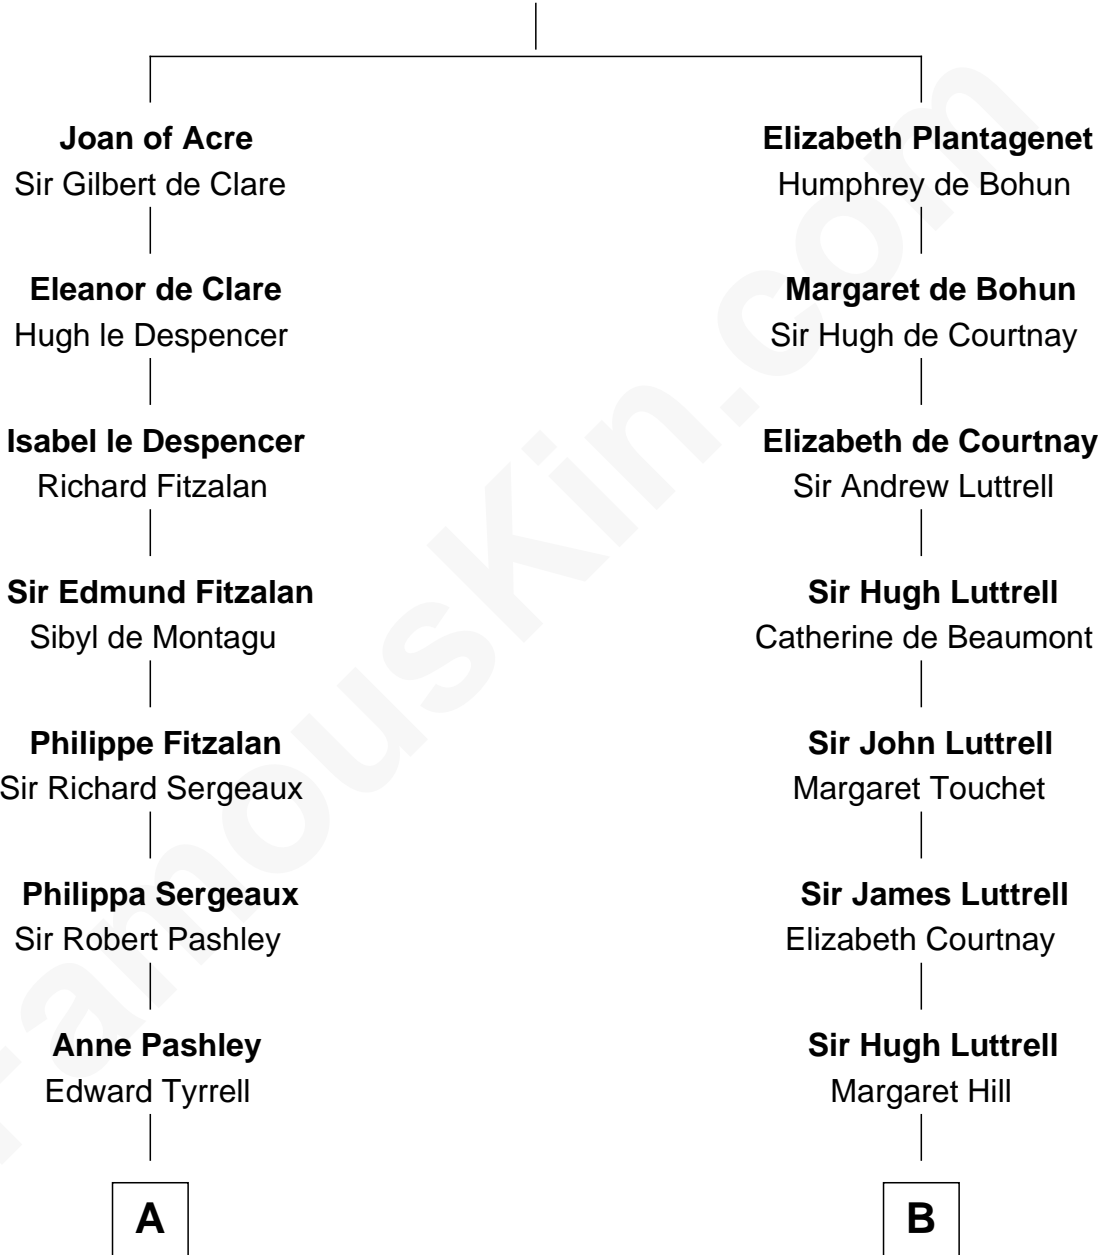 Joan of Acre
Sir Gilbert de Clare
Eleanor de Clare
Hugh le Despencer
Isabel le Despencer
Richard Fitzalan
Sir Edmund Fitzalan
Sibyl de Montagu
Philippe Fitzalan
Sir Richard Sergeaux
Philippa Sergeaux
Sir Robert Pashley
Anne Pashley
Edward Tyrrell
A
Elizabeth Plantagenet
Humphrey de Bohun
Margaret de Bohun
Sir Hugh de Courtnay
Elizabeth de Courtnay
Sir Andrew Luttrell
Sir Hugh Luttrell
Catherine de Beaumont
Sir John Luttrell
Margaret Touchet
Sir James Luttrell
Elizabeth Courtnay
Sir Hugh Luttrell
Margaret Hill
B
FamousKin.com